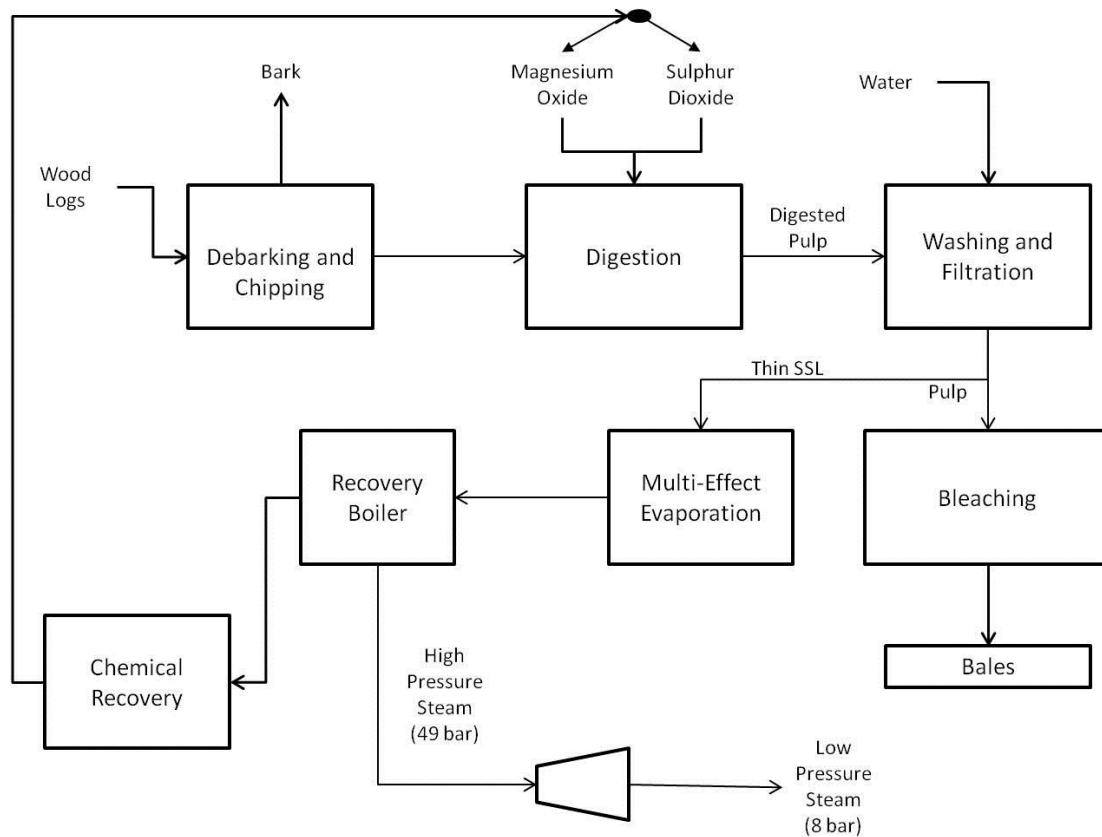 Bark
Magnesium
Oxide
Sulphur
Dioxide
Water
Wood
Logs
Debarking and
Chipping
Digestion
Digested
Pulp
Washing and
Filtration
Thin SSL
Pulp
Recovery
Boiler
Multi-Effect
Evaporation
Bleaching
Chemical
Recovery
High
Pressure
Steam
(49 bar)
Bales
Low
Pressure
Steam
(8 bar)